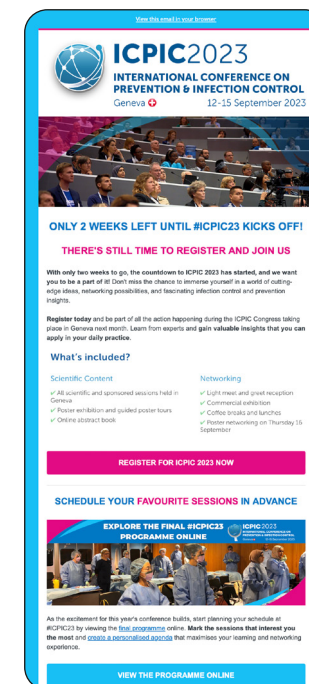 View this email in your browser
ICPIC2023
INTERNATIONAL CONFERENCE ON
PREVENTION & INFECTION CONTROL
Geneva 12-15 September 2023
ONLY 2 WEEKS LEFT UNTIL #ICPIC23 KICKS OFF!
THERE'S STILL TIME TO REGISTER AND JOIN US
With only two weeks to go, the countdown to ICPIC 2023 has started, and we want
you to be a part of it! Don't miss the chance to immerse yourself in a world of cutting-
edge ideas, networking possibilities, and fascinating infection control and prevention
insights.
Register today and be part of all the action happening during the ICPIC Congress taking
place in Geneva next month. Learn from experts and gain valuable insights that you can
apply in your daily practice.
What's included?
Scientific Content
✓ All scientific and sponsored sessions held in
Geneva
✓ Poster exhibition and guided poster tours
✓ Online abstract book
Networking
✓ Light meet and greet reception
✓ Commercial exhibition
✓ Coffee breaks and lunches
✓ Poster networking on Thursday 16
September
REGISTER FOR ICPIC 2023 NOW
SCHEDULE YOUR FAVOURITE SESSIONS IN ADVANCE
EXPLORE THE FINAL #ICPIC23
PROGRAMME ONLINE
ICPIC2023
INTERNATIONAL CONFERENCE ON
PREVENTION & INFECTION CONTROL
As the excitement for this year's conference builds, start planning your schedule at
#ICPIC23 by viewing the final programme online. Mark the sessions that interest you
the most and create a personalised agenda that maximises your learning and networking
experience.
VIEW THE PROGRAMME ONLINE